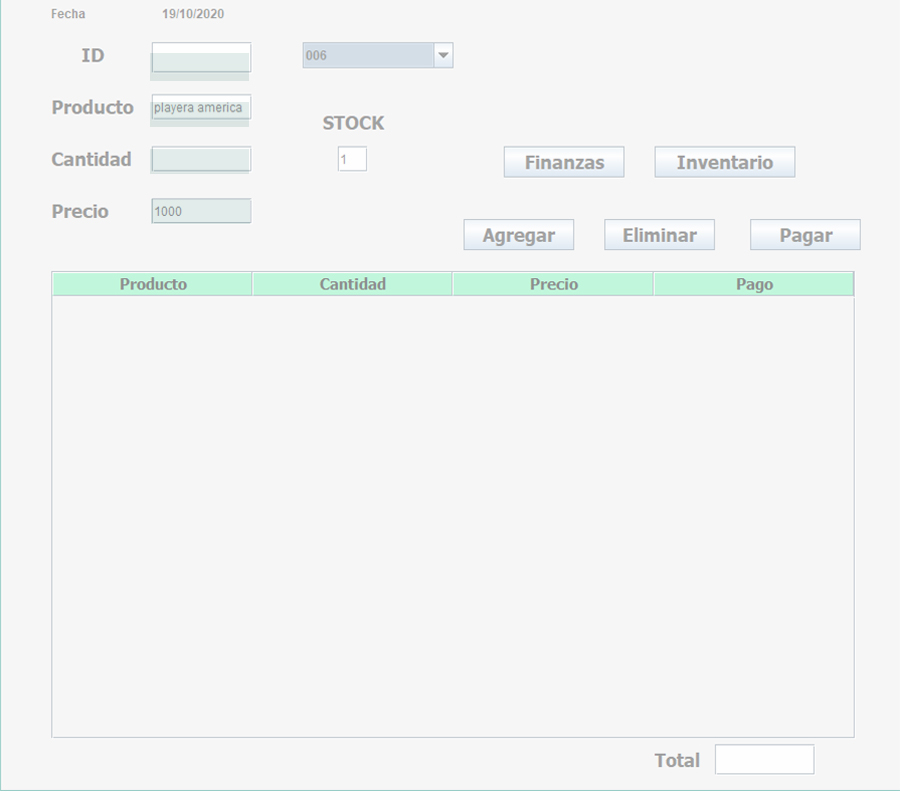 Fecha 19/10/2020
ID 006
Producto playera america
STOCK
Cantidad 1 Finanzas Inventario
Precio 1000
Agregar Eliminar Pagar
Producto Cantidad Precio Pago
Total